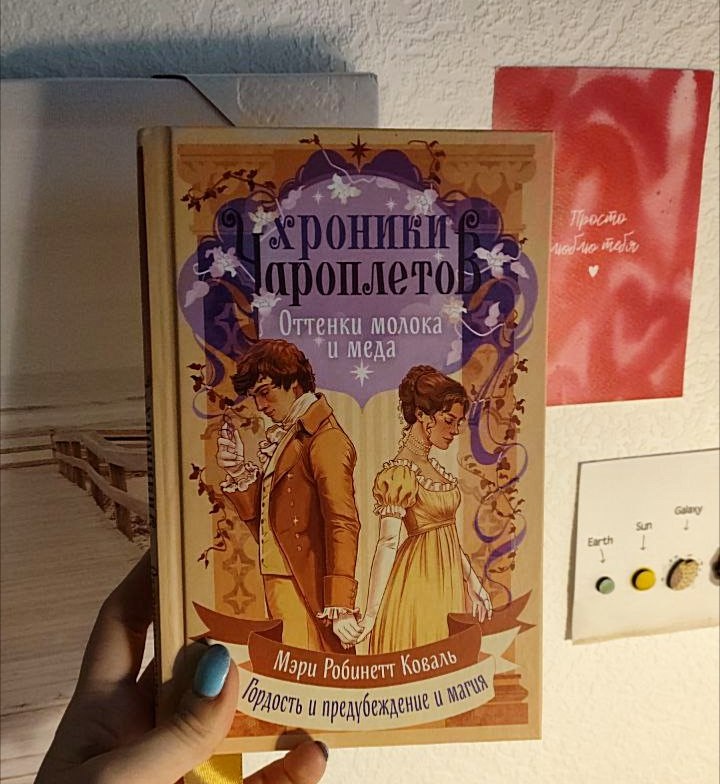 Хроники
Чароплетов
Оттенки молока
и меда
Мэри Робинетт Коваль
Гордость и предубеждение и магия
Просто
люблю тебя
Earth
Sun
Galaxy